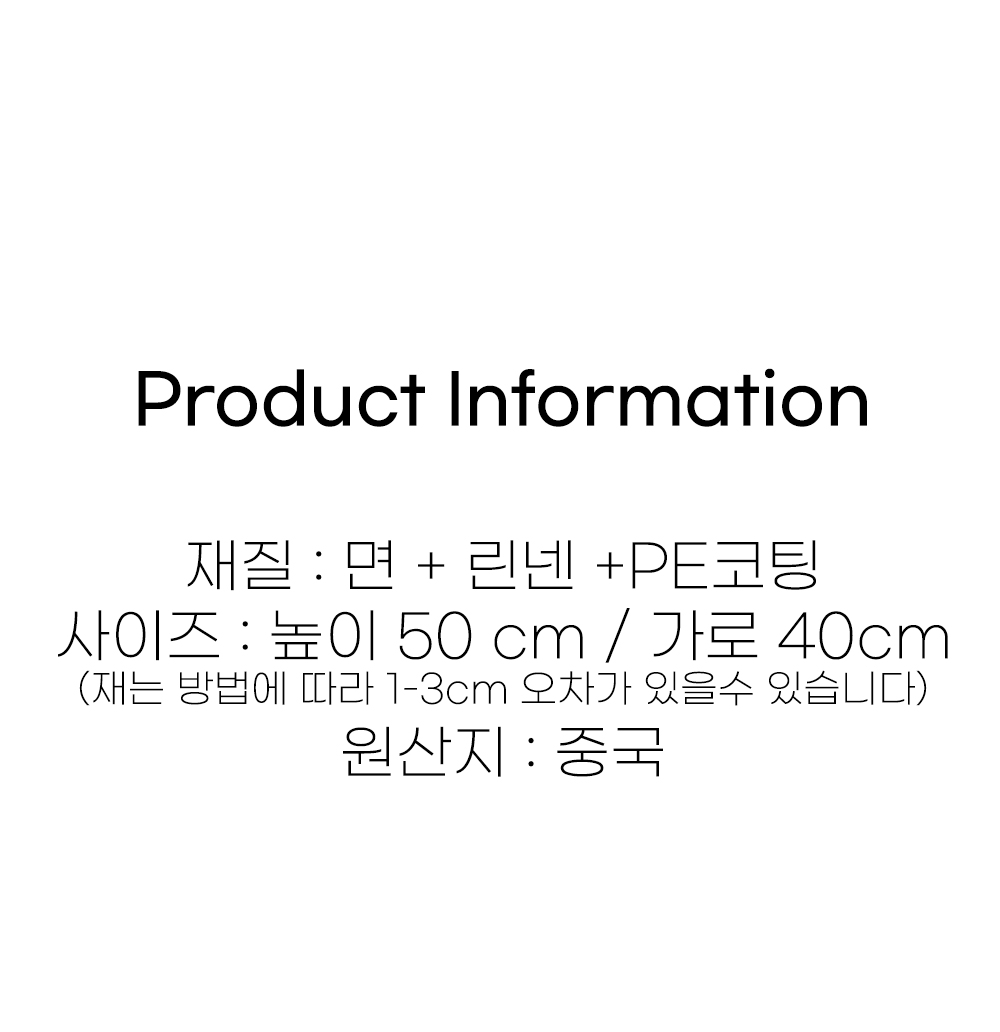 Product Information
재질 : 면 + 린넨 +PE코팅
사이즈 : 높이 50 cm / 가로 40cm
(재는 방법에 따라 1-3cm 오차가 있을수 있습니다)
원산지 : 중국